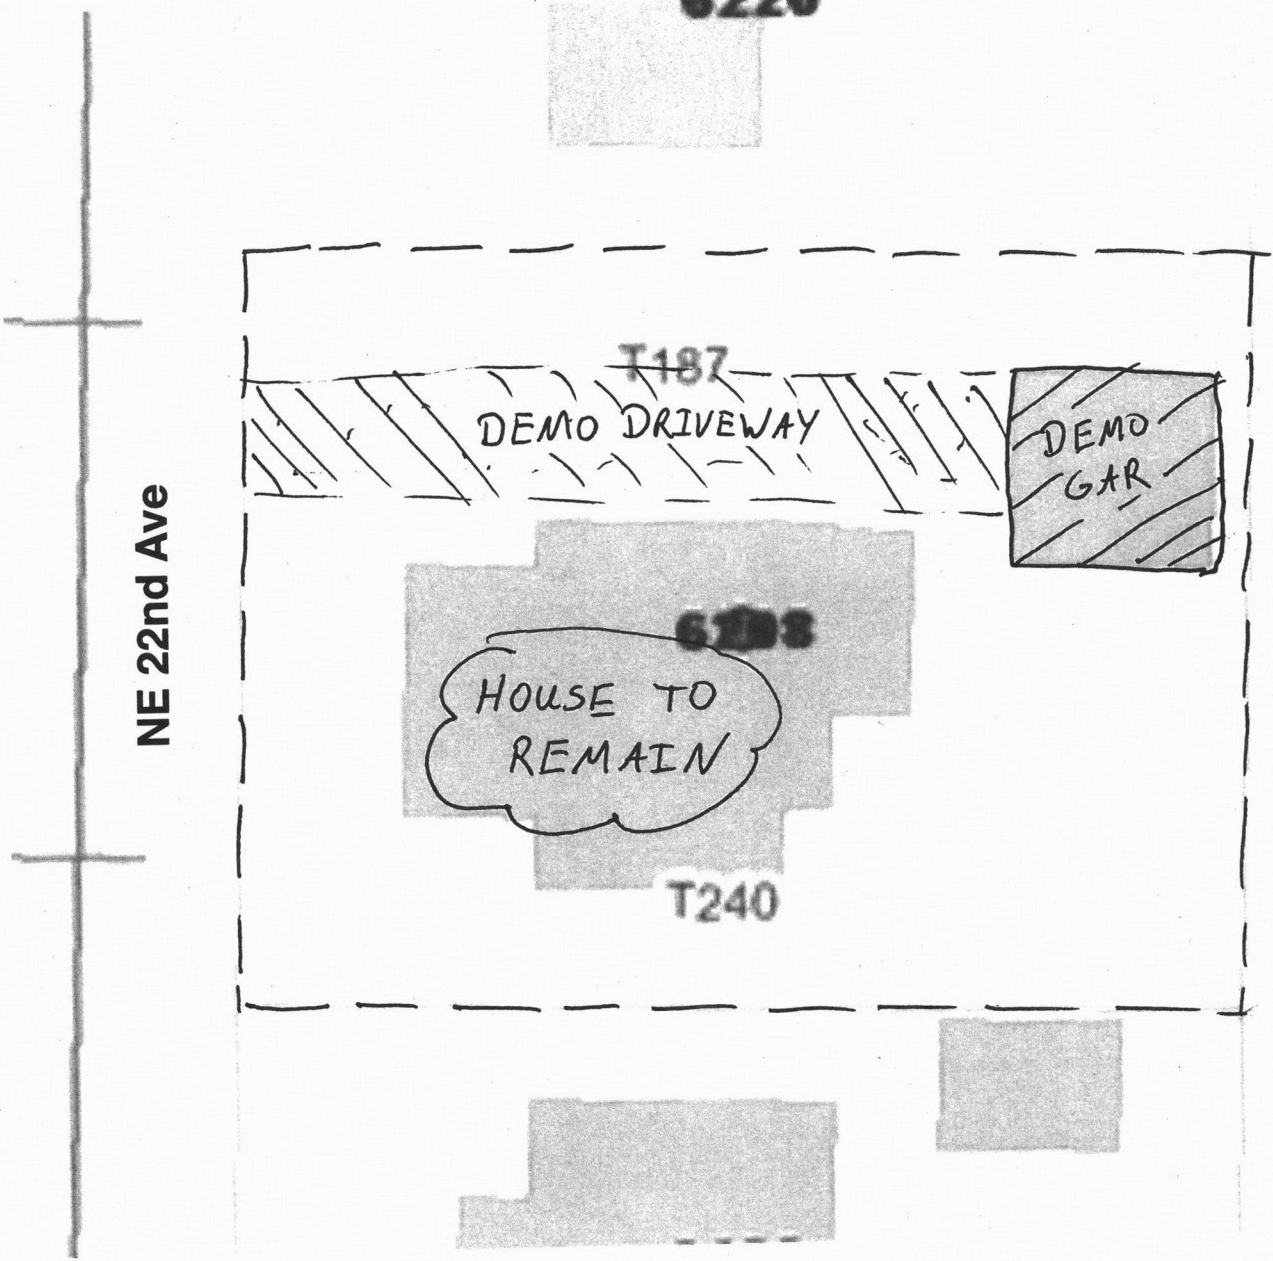 T187
DEMO DRIVEWAY
DEMO
GAR
NE 22nd Ave
HOUSE TO
REMAIN
T240